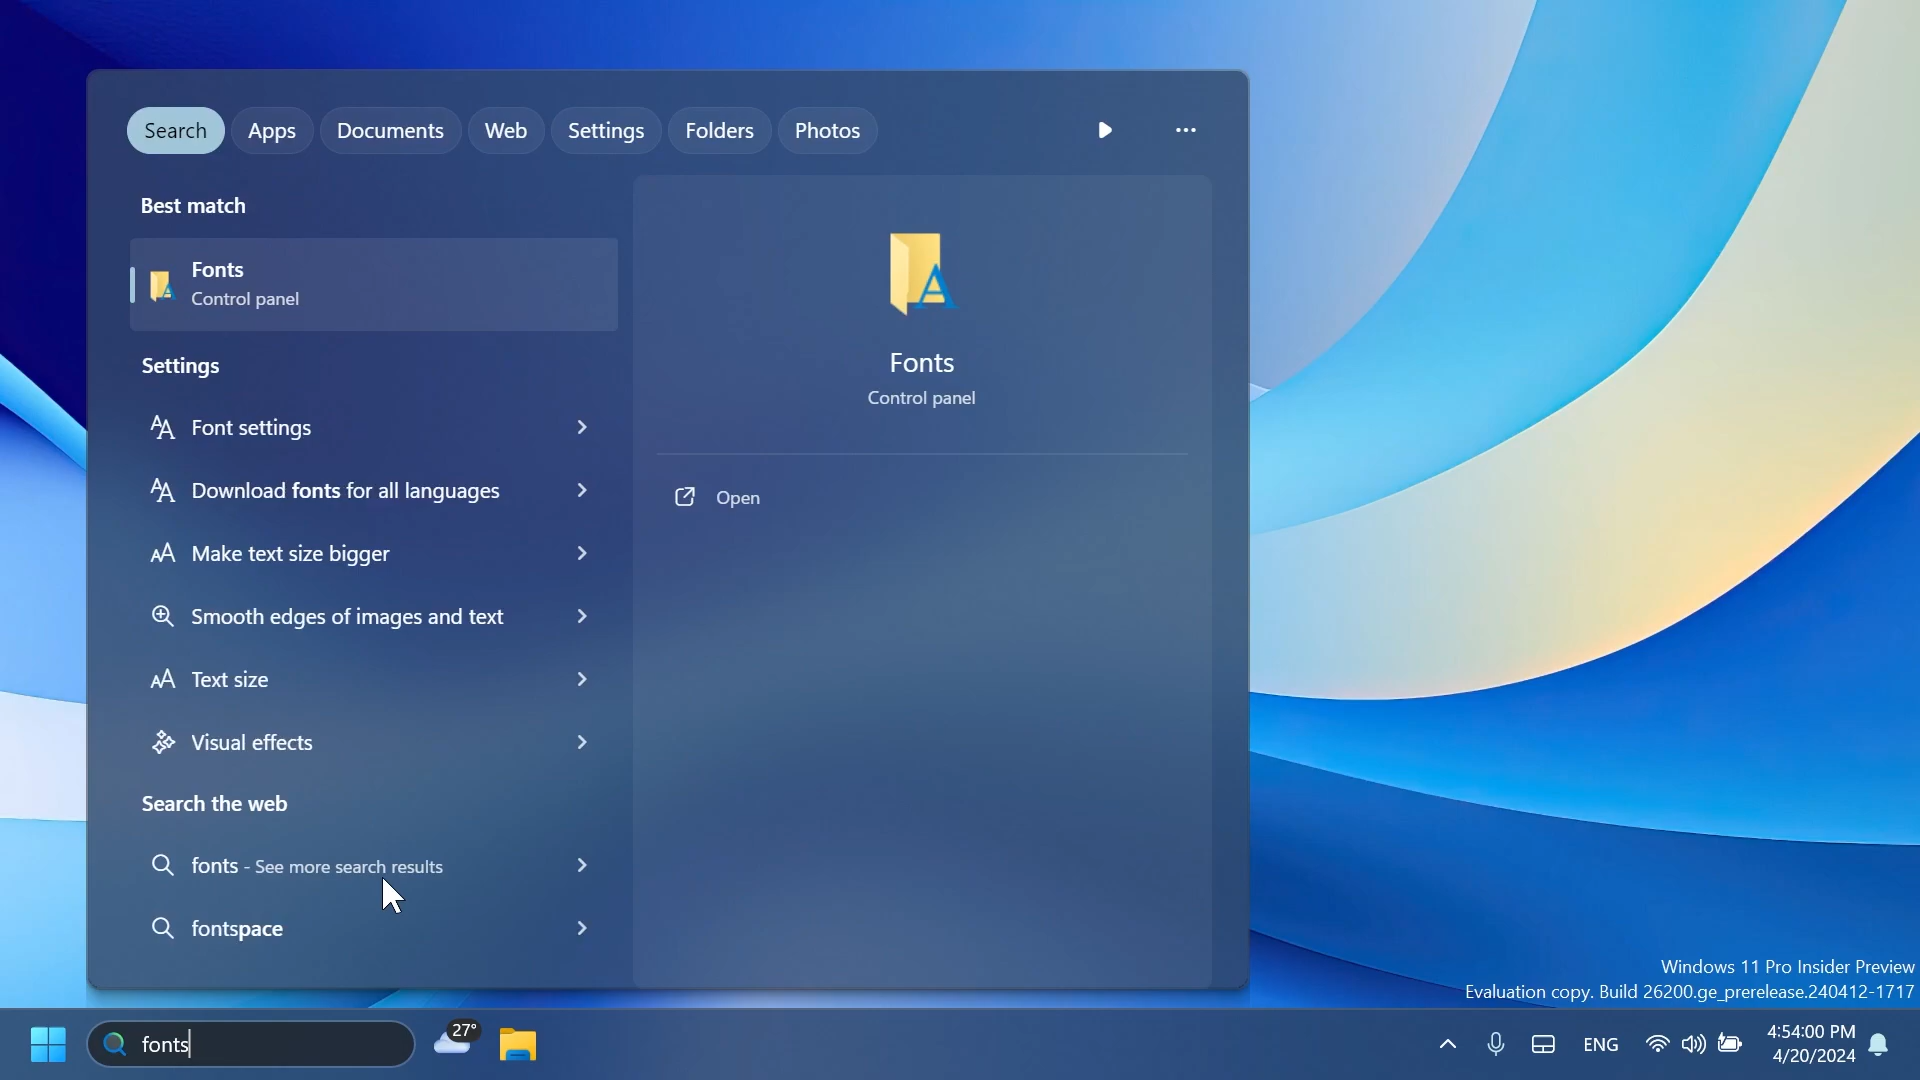 Search Apps Documents Web Settings Folders Photos
Best match
Fonts
Control panel
Settings
Font settings
Download fonts for all languages
Make text size bigger
Smooth edges of images and text
Text size
Visual effects
Search the web
fonts - See more search results
fontspace
Fonts
Control panel
Open
Windows 11 Pro Insider Preview
Evaluation copy. Build 26200.ge_prerelease.240412-1717
fonts
27°
ENG
4:54:00 PM
4/20/2024